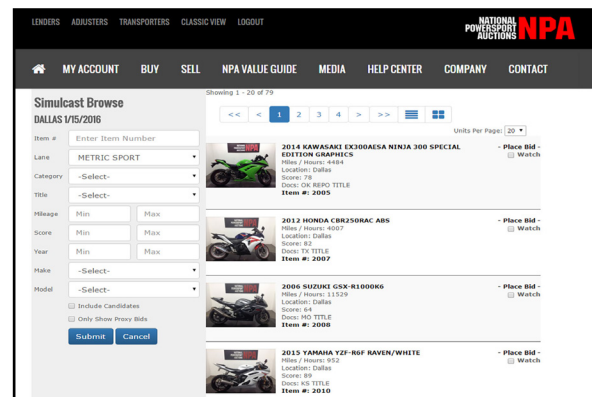 LENDERS ADJUSTERS TRANSPORTERS CLASSIC VIEW LOGOUT
NATIONAL
POWERSPORT
AUCTIONS
NPA
MY ACCOUNT BUY SELL NPA VALUE GUIDE MEDIA HELP CENTER COMPANY CONTACT
Simulcast Browse
DALLAS 1/15/2016
Item # Enter Item Number
Lane METRIC SPORT
Category -Select-
Title -Select-
Mileage Min Max
Score Min Max
Year Min Max
Make -Select-
Model -Select-
Include Candidates
Only Show Proxy Bids
Submit Cancel
Showing 1 - 20 of 79
<< < 1 2 3 4 > >>
Units Per Page: 20
2014 KAWASAKI EX300AESA NINJA 300 SPECIAL
EDITION GRAPHICS
Miles / Hours: 4484
Location: Dallas
Score: 78
Docs: OK REPO TITLE
Item #: 2005
- Place Bid -
Watch
2012 HONDA CBR250RAC ABS
Miles / Hours: 4007
Location: Dallas
Score: 82
Docs: TX TITLE
Item #: 2007
- Place Bid -
Watch
2006 SUZUKI GSX-R1000K6
Miles / Hours: 11529
Location: Dallas
Score: 64
Docs: MO TITLE
Item #: 2008
- Place Bid -
Watch
2015 YAMAHA YZF-R6F RAVEN/WHITE
Miles / Hours: 952
Location: Dallas
Score: 89
Docs: KS TITLE
Item #: 2010
- Place Bid -
Watch